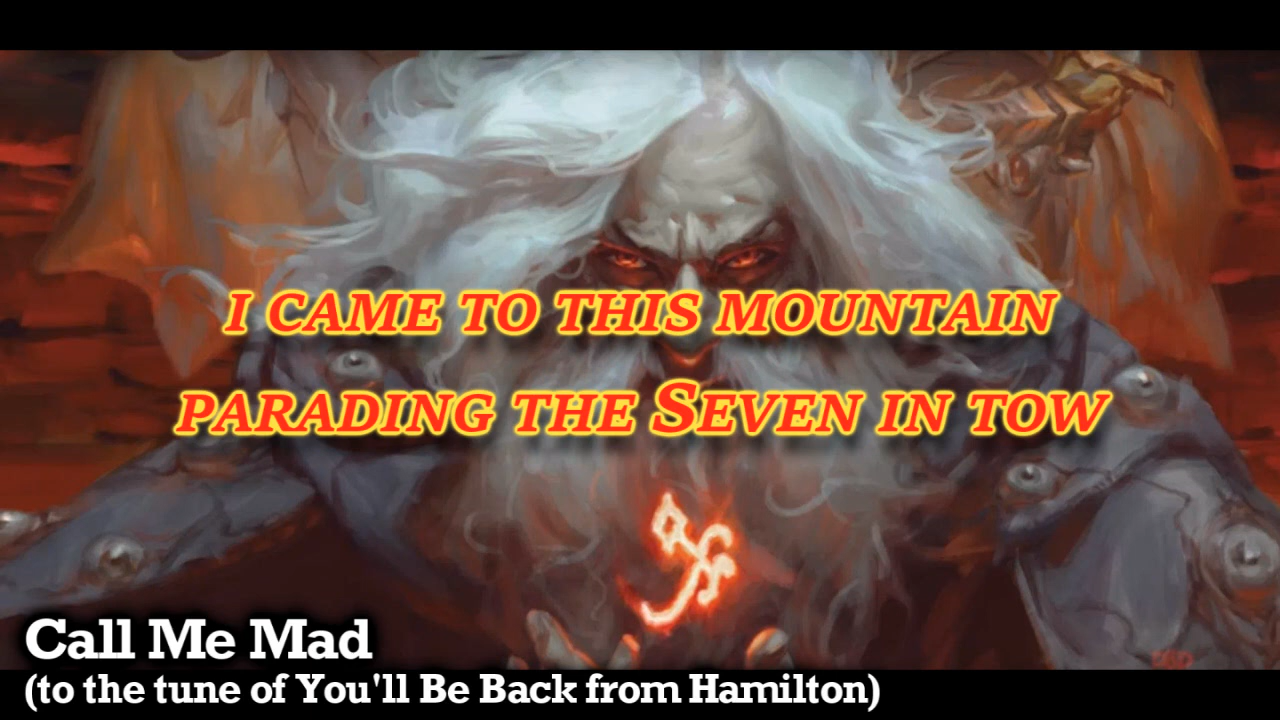 I CAME TO THIS MOUNTAIN
PARADING THE SEVEN IN TOW
Call Me Mad
(to the tune of You'll Be Back from Hamilton)